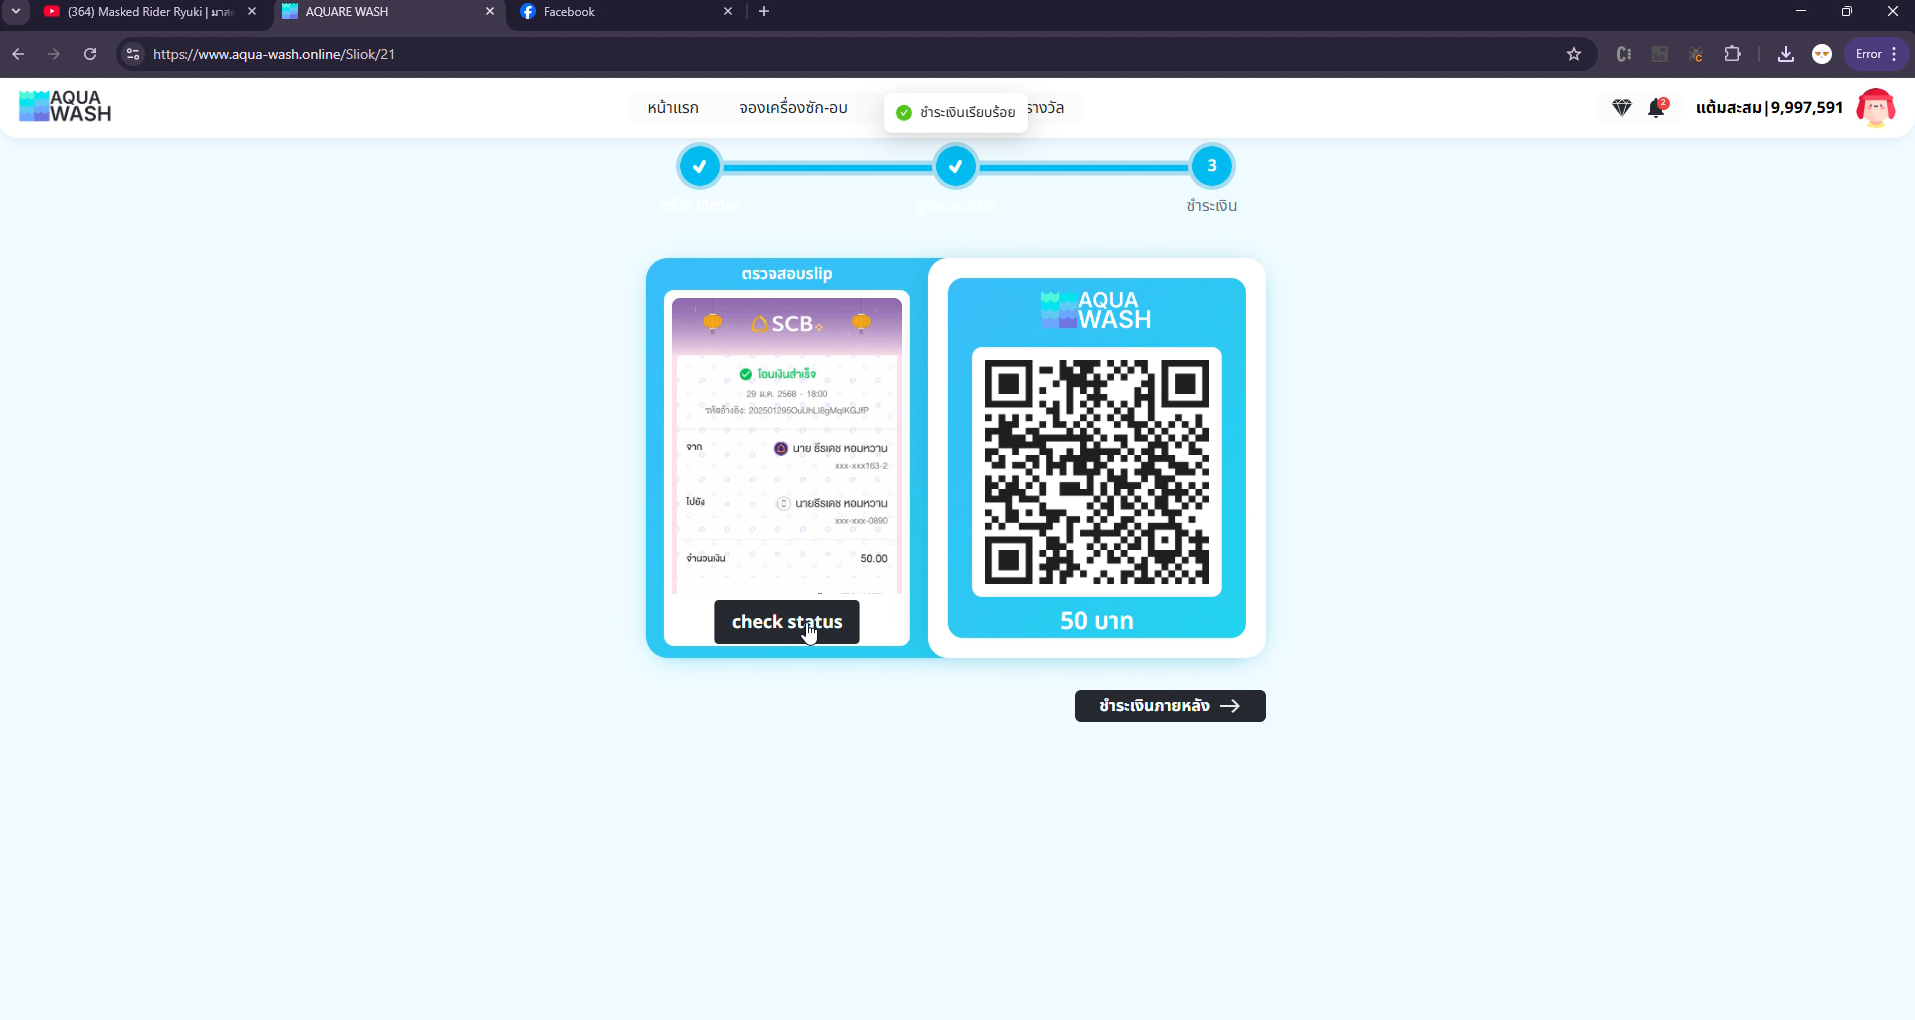 (364) Masked Rider Ryuki | มาส
AQUARE WASH
Facebook
https://www.aqua-wash.online/Sliok/21
Error
AQUA
WASH
หน้าแรก
จองเครื่องซัก-อบ
ชำระเงินเรียบร้อย
รางวัล
2
แต้มสะสม|9,997,591
3
สร้าง Order
ชำระเงิน
ตรวจสอบslip
SCB
โอนเงินสำเร็จ
29 ม.ค. 2568 - 18:00
รหัสอ้างอิง:
จาก
นาย ธีรเดช หอมหวาน
xxx-xxx163-2
ไปยัง
นายธีรเดช หอมหวาน
xxx-xxx-0890
จำนวนเงิน
50.00
check status
AQUA
WASH
50 บาท
ชำระเงินภายหลัง